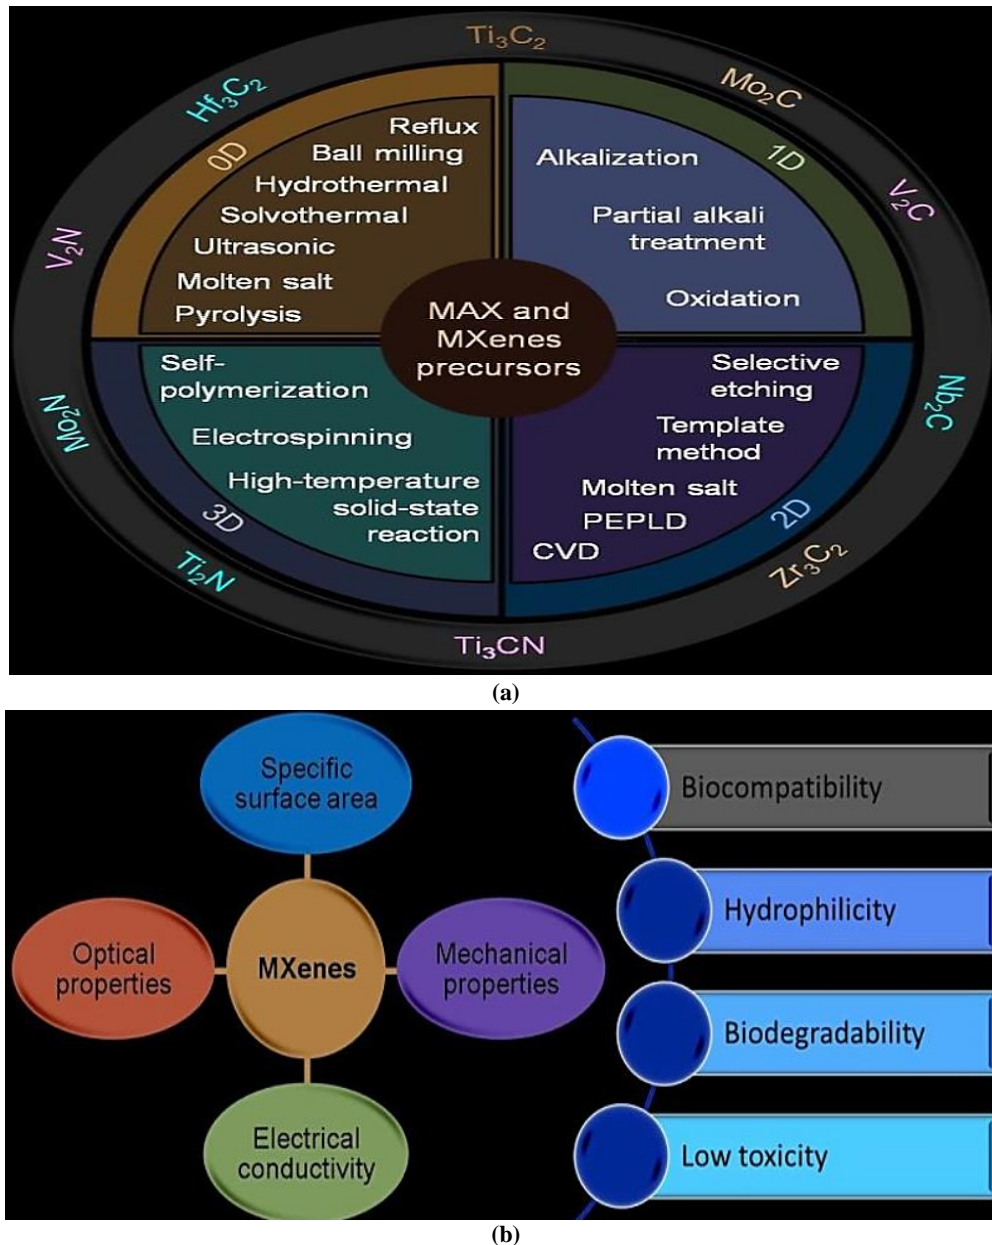 Ti₃C₂
Mo₂C
V₂C
Nb₂C
Zr₃C₂
Ti₃CN
Ti₂N
Mo₂N
V₂N
Hf₃C₂
0D
Reflux
Ball milling
Hydrothermal
Solvothermal
Ultrasonic
Molten salt
Pyrolysis
1D
Alkalization
Partial alkali
treatment
Oxidation
MAX and
MXenes
precursors
Self-
polymerization
Electrospinning
High-temperature
solid-state
reaction
3D
Selective
etching
Template
method
Molten salt
PEPLD
CVD
2D
(a)
Specific
surface area
Optical
properties
MXenes
Mechanical
properties
Electrical
conductivity
Biocompatibility
Hydrophilicity
Biodegradability
Low toxicity
(b)